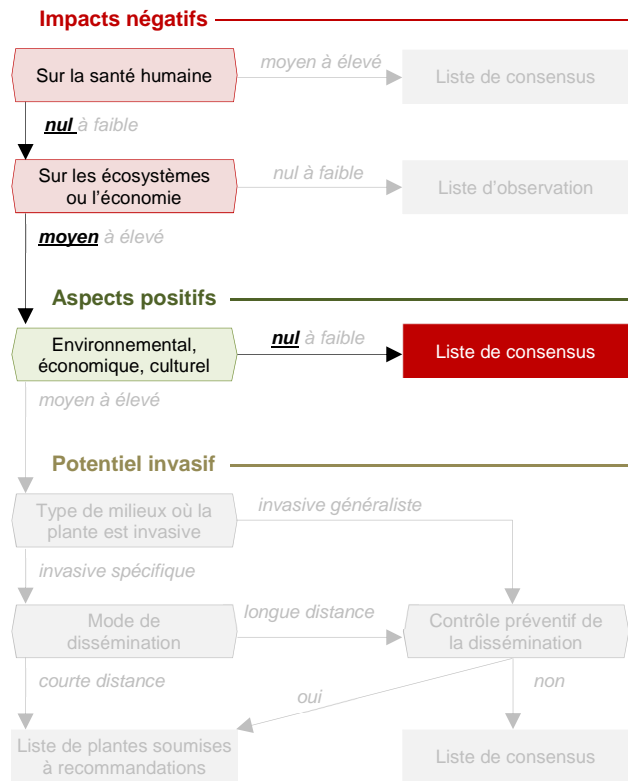 Impacts négatifs
Sur la santé humaine
moyen à élevé
Liste de consensus
nul à faible
Sur les écosystèmes
ou l’économie
nul à faible
Liste d’observation
moyen à élevé
Aspects positifs
Environnemental,
économique, culturel
nul à faible
Liste de consensus
moyen à élevé
Potentiel invasif
Type de milieux où la
plante est invasive
invasive généraliste
invasive spécifique
Mode de
dissémination
longue distance
Contrôle préventif de
la dissémination
courte distance
oui
non
Liste de plantes soumises
à recommandations
Liste de consensus